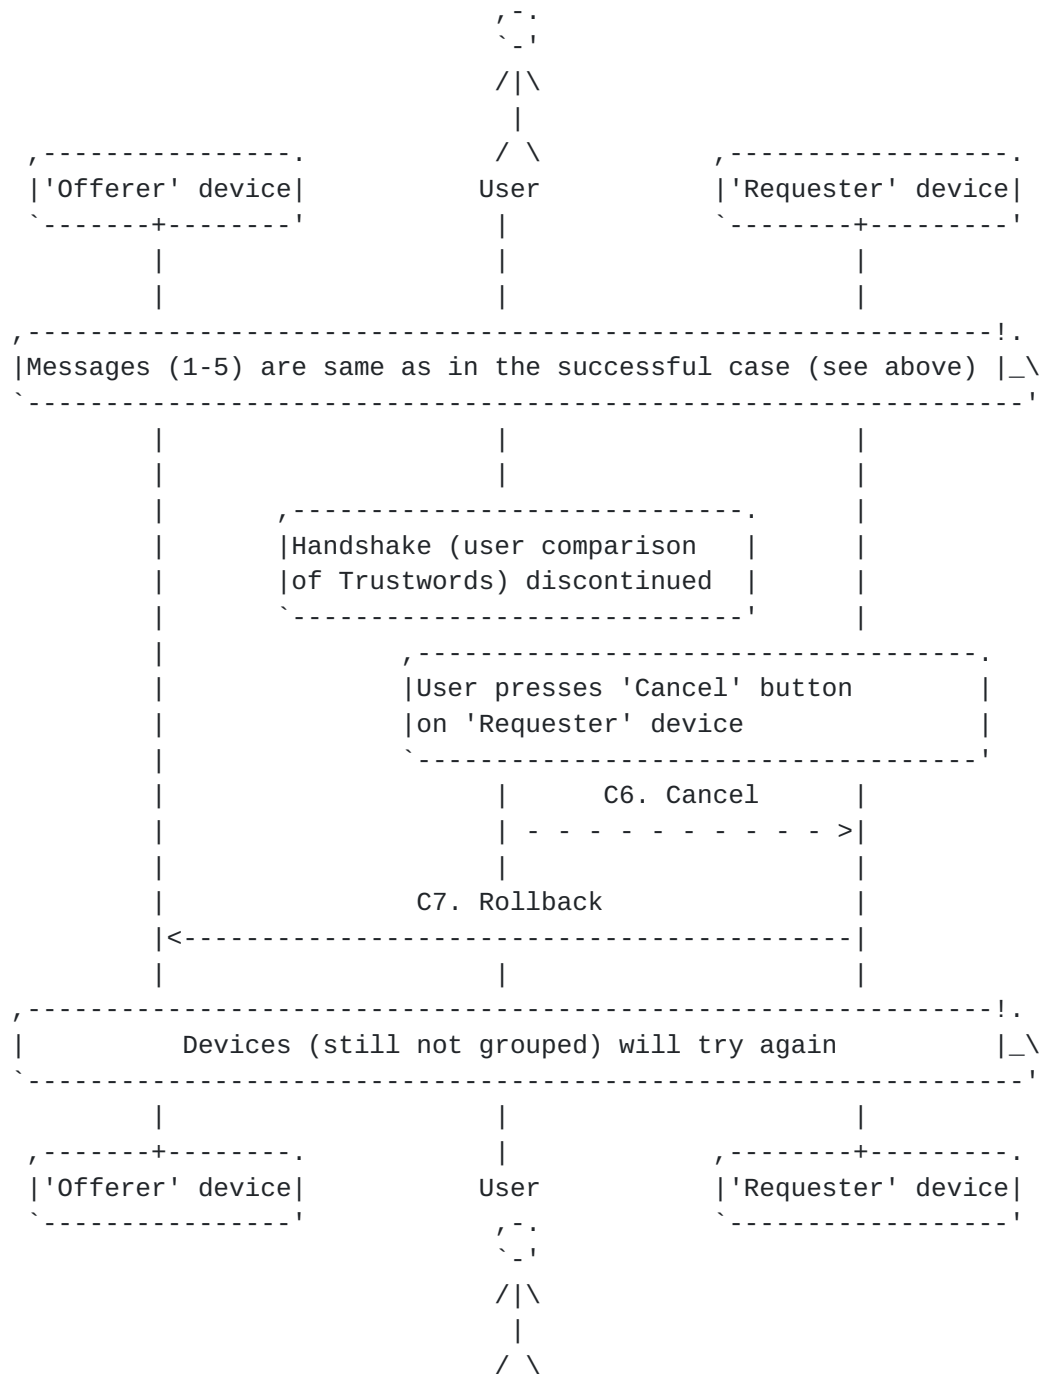 'Offerer' device User 'Requester' device
Messages (1-5) are same as in the successful case (see above)
Handshake (user comparison
of Trustwords) discontinued
User presses 'Cancel' button
on 'Requester' device
C6. Cancel
C7. Rollback
Devices (still not grouped) will try again
'Offerer' device User 'Requester' device